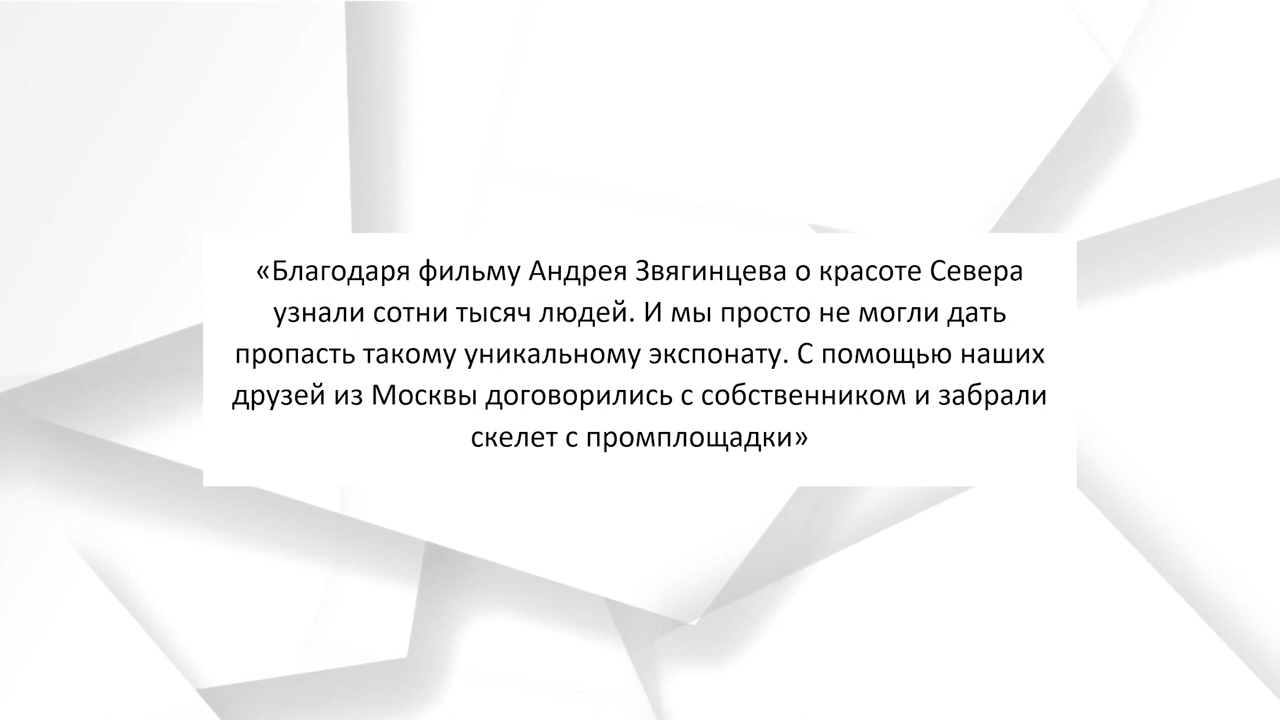 «Благодаря фильму Андрея Звягинцева о красоте Севера
узнали сотни тысяч людей. И мы просто не могли дать
пропасть такому уникальному экспонату. С помощью наших
друзей из Москвы договорились с собственником и забрали
скелет с промплощадки»